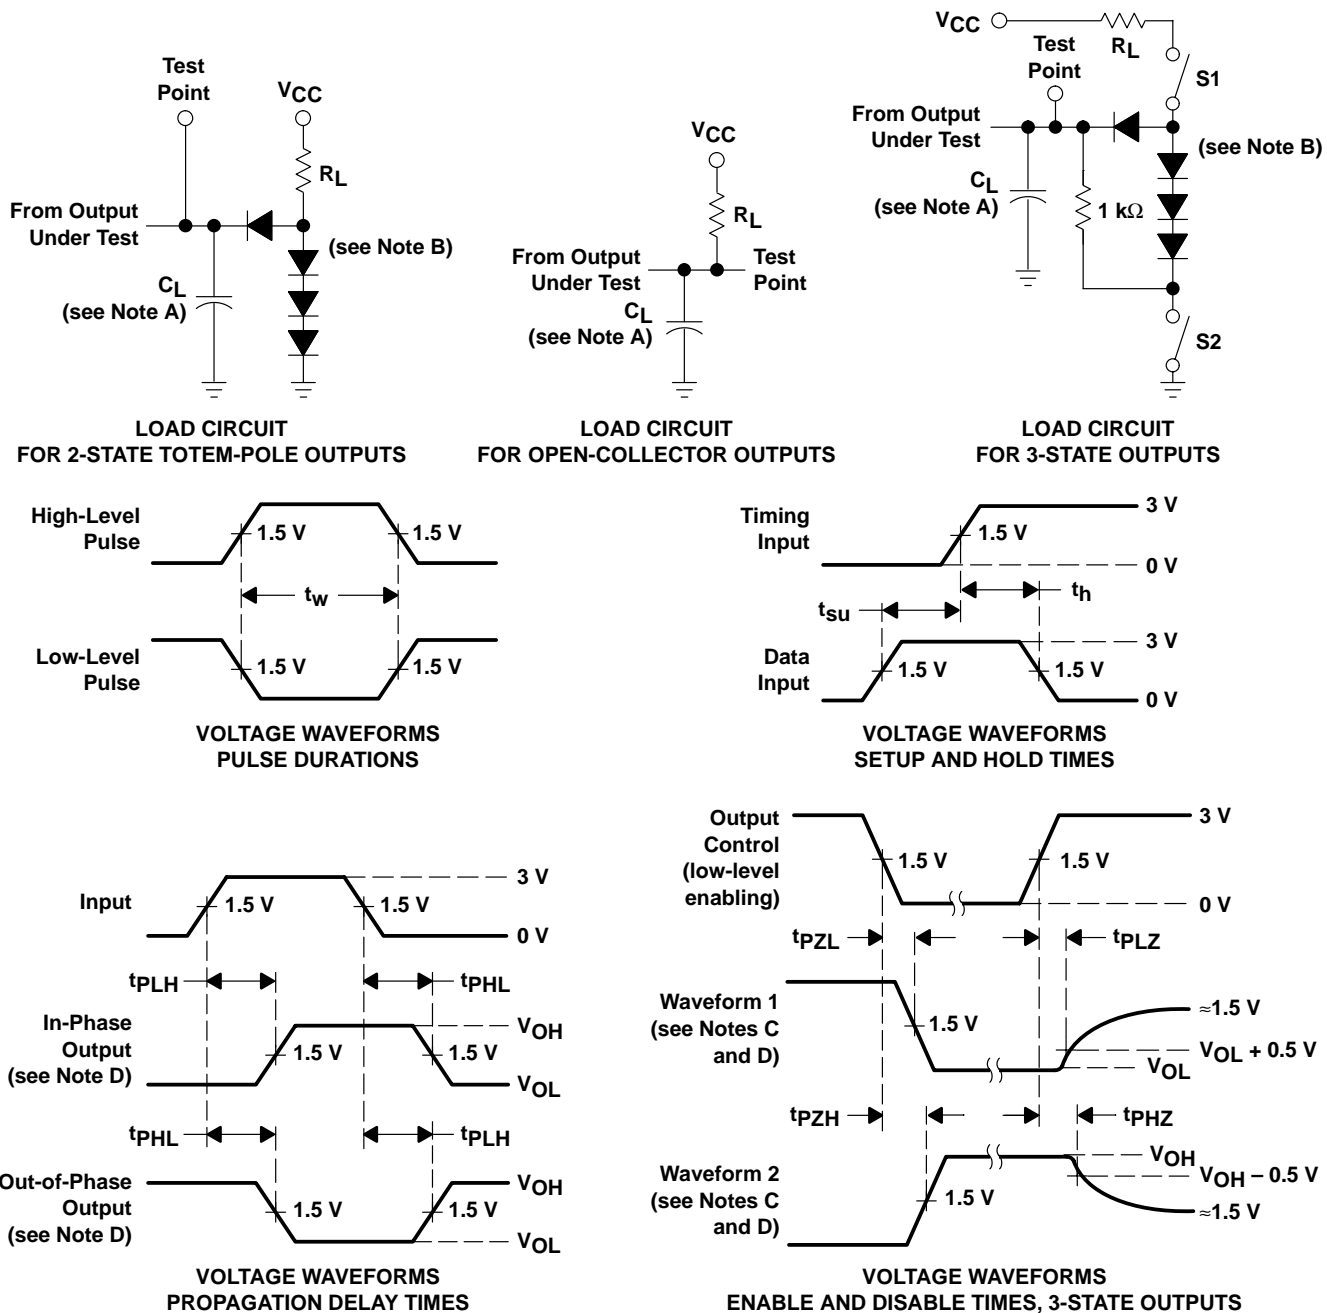 Test
Point
VCC
RL
From Output
Under Test
(see Note B)
CL
(see Note A)
LOAD CIRCUIT
FOR 2-STATE TOTEM-POLE OUTPUTS
VCC
RL
From Output
Under Test
Test
Point
CL
(see Note A)
LOAD CIRCUIT
FOR OPEN-COLLECTOR OUTPUTS
VCC
RL
Test
Point
S1
From Output
Under Test
(see Note B)
CL
(see Note A)
1 kΩ
S2
LOAD CIRCUIT
FOR 3-STATE OUTPUTS
High-Level
Pulse
1.5 V
1.5 V
tw
Low-Level
Pulse
1.5 V
1.5 V
VOLTAGE WAVEFORMS
PULSE DURATIONS
Timing
Input
1.5 V
3 V
0 V
th
tsu
Data
Input
1.5 V
1.5 V
3 V
0 V
VOLTAGE WAVEFORMS
SETUP AND HOLD TIMES
Input
1.5 V
1.5 V
3 V
0 V
tPLH
tPHL
In-Phase
Output
(see Note D)
1.5 V
1.5 V
VOH
VOL
tPHL
tPLH
Out-of-Phase
Output
(see Note D)
1.5 V
1.5 V
VOH
VOL
VOLTAGE WAVEFORMS
PROPAGATION DELAY TIMES
Output
Control
(low-level
enabling)
1.5 V
1.5 V
3 V
0 V
tPZL
tPLZ
Waveform 1
(see Notes C
and D)
1.5 V
≈1.5 V
VOL + 0.5 V
VOL
tPZH
tPHZ
Waveform 2
(see Notes C
and D)
1.5 V
VOH
VOH – 0.5 V
≈1.5 V
VOLTAGE WAVEFORMS
ENABLE AND DISABLE TIMES, 3-STATE OUTPUTS